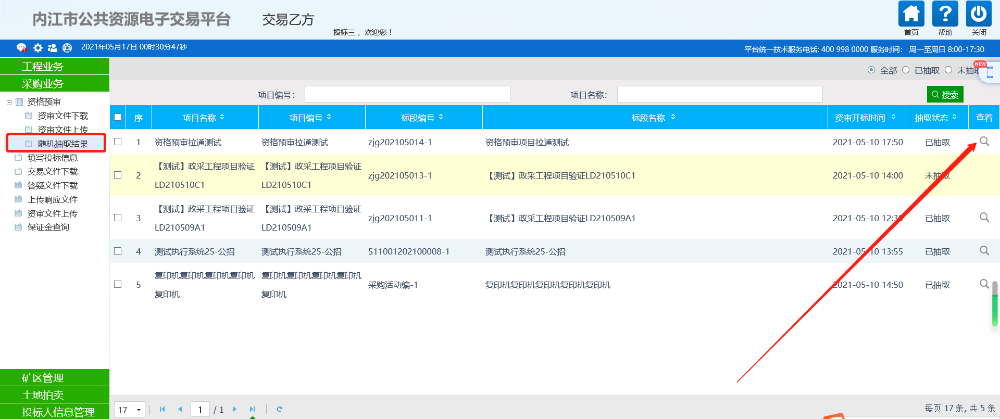 内江市公共资源电子交易平台
交易乙方
投标三，欢迎您！
首页
帮助
关闭
2021年05月17日 00时30分47秒
平台统一技术服务电话: 400 998 0000 服务时间： 周一至周日 8:00-17:30
工程业务
采购业务
资格预审
资审文件下载
资审文件上传
随机抽取结果
填写投标信息
交易文件下载
答疑文件下载
上传响应文件
资审文件上传
保证金查询
矿区管理
土地拍卖
投标人信息管理
全部 已抽取 未抽取
NEW
项目编号：
项目名称：
搜索
序 项目名称 项目编号 标段编号 标段名称 资审开标时间 抽取状态 查看
1 资格预审拉通测试 资格预审拉通测试 zjg202105014-1 资格预审项目拉通测试 2021-05-10 17:50 已抽取
2 【测试】政采工程项目验证LD210510C1 【测试】政采工程项目验证LD210510C1 zjg202105013-1 【测试】政采工程项目验证LD210510C1 2021-05-10 14:00 未抽取
3 【测试】政采工程项目验证LD210509A1 【测试】政采工程项目验证LD210509A1 zjg202105011-1 【测试】政采工程项目验证LD210509A1 2021-05-10 12:30 已抽取
4 测试执行系统25-公招 测试执行系统25-公招 511001202100008-1 测试执行系统25-公招 2021-05-10 13:55 已抽取
5 复印机复印机复印机复印机复印机 复印机复印机复印机复印机复印机 采购活动编-1 复印机复印机复印机复印机复印机 2021-05-10 14:50 已抽取
17
1 / 1
每页 17 条, 共 5 条